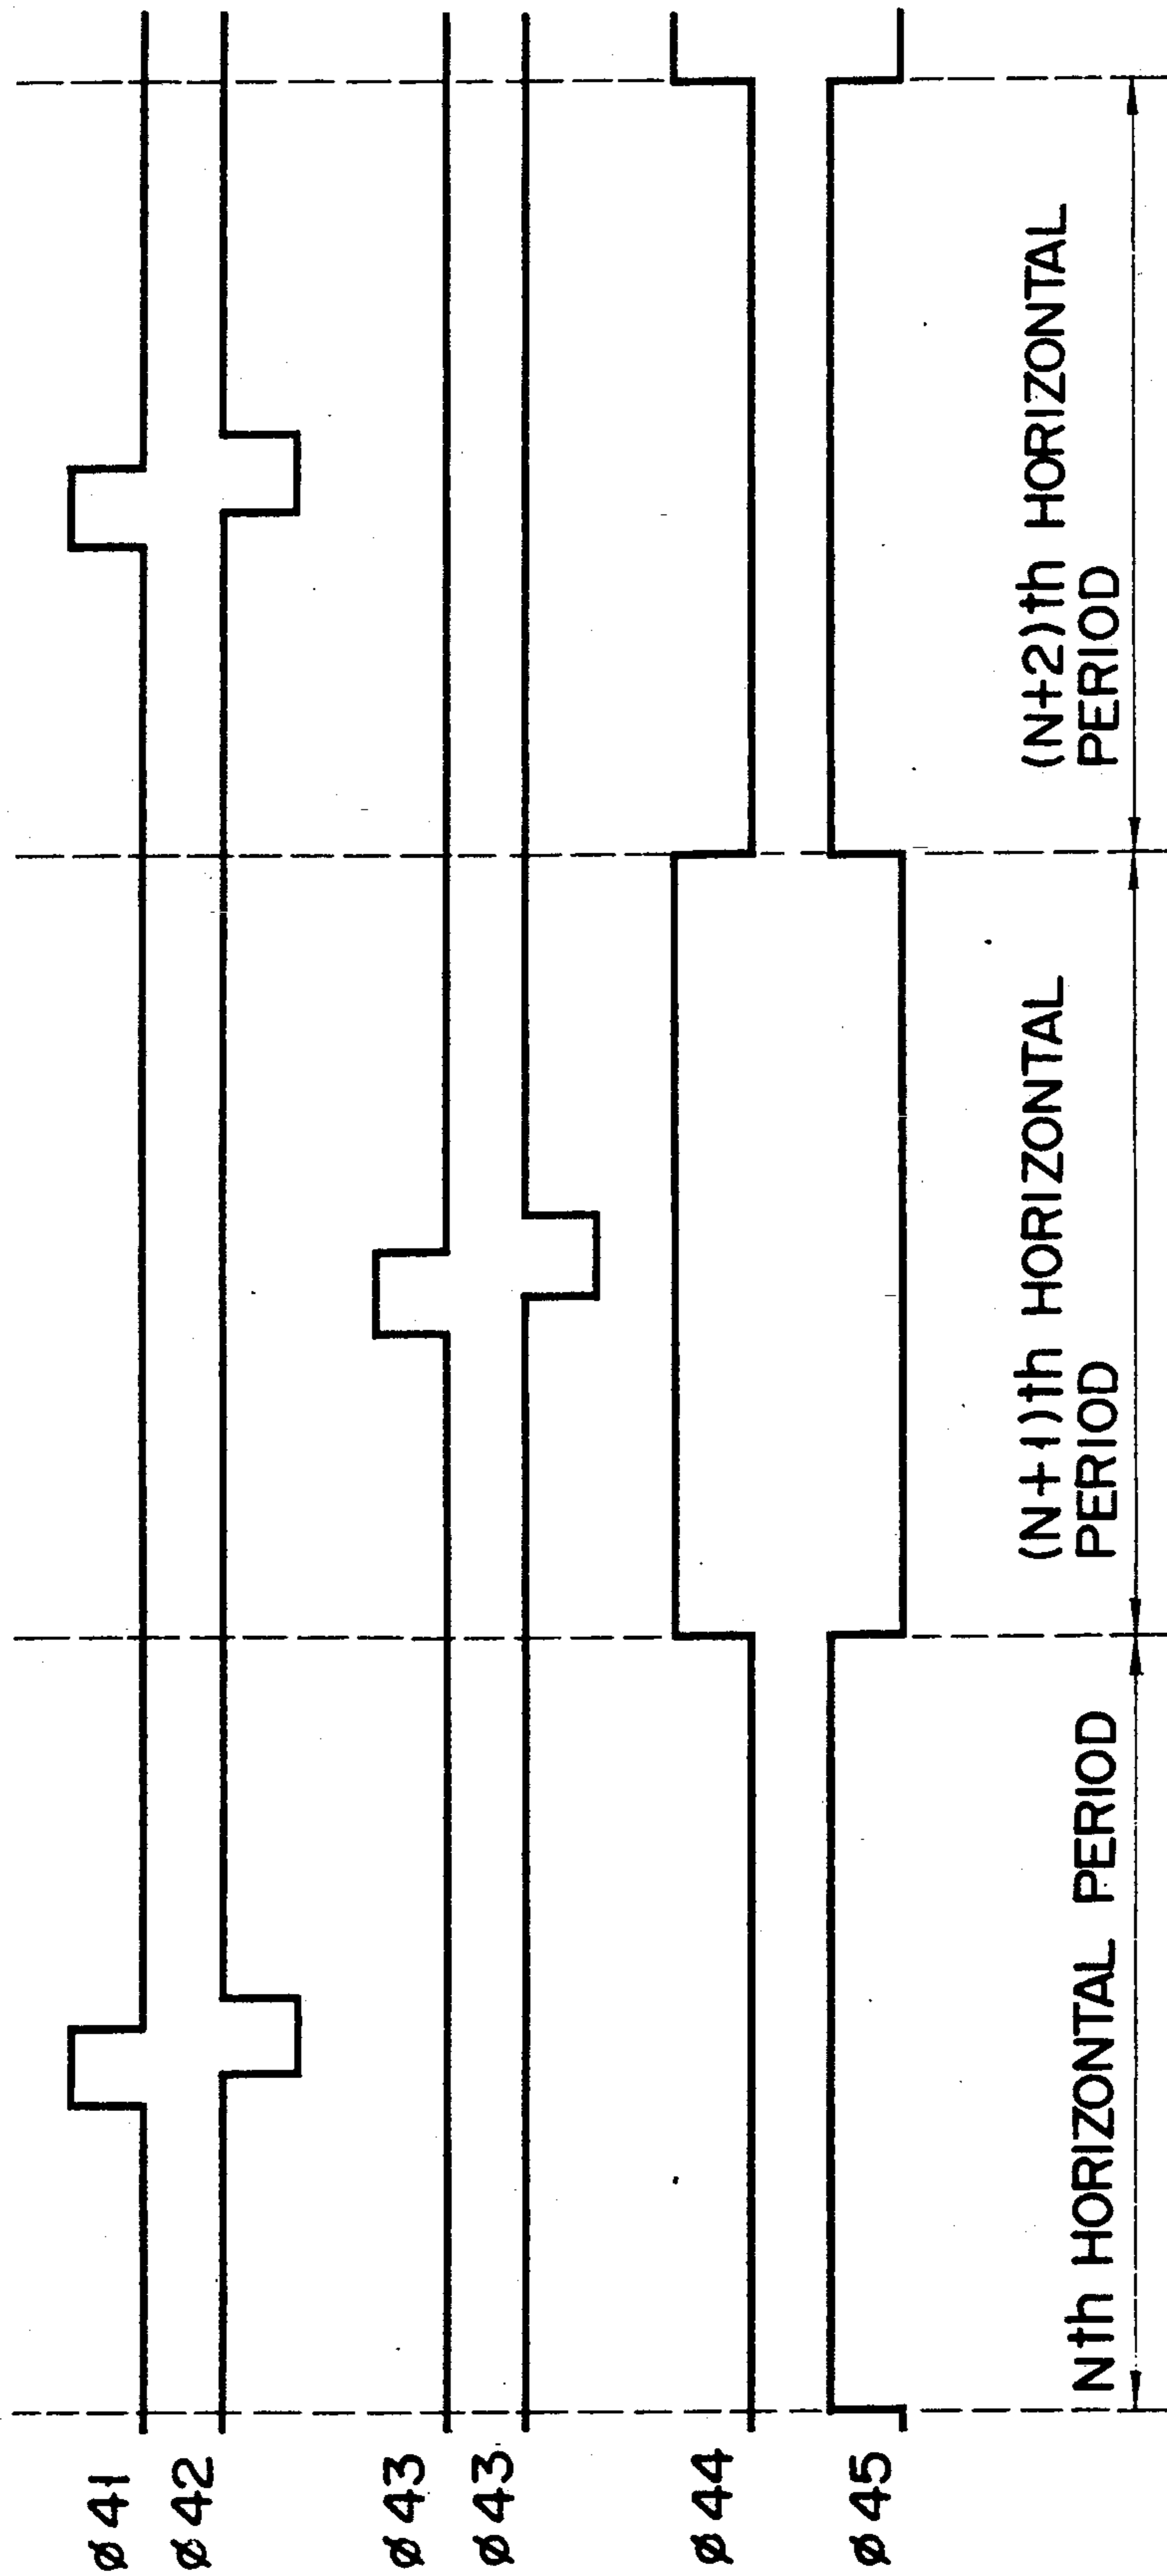 ø41
ø42
ø43
ø43
ø44
ø45
Nth HORIZONTAL PERIOD
(N+1)th HORIZONTAL
PERIOD
(N+2)th HORIZONTAL
PERIOD